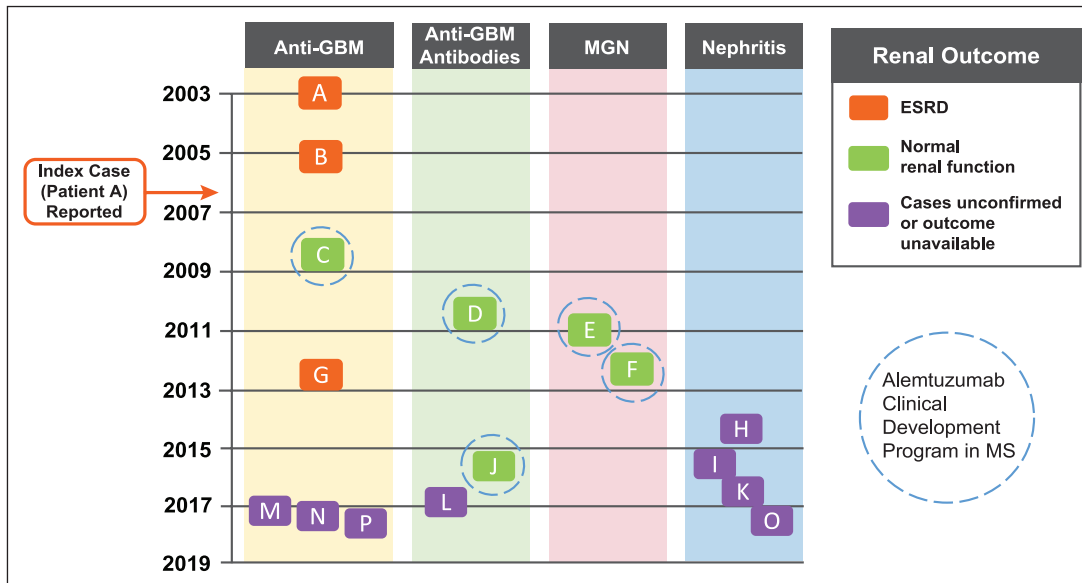 Anti-GBM
Anti-GBM
Antibodies
MGN
Nephritis
Renal Outcome
ESRD
Normal
renal function
Cases unconfirmed
or outcome
unavailable
2003
A
2005
B
Index Case
(Patient A)
Reported
2007
C
2009
D
2011
E
F
G
2013
H
2015
I
J
K
L
2017
M
N
P
O
2019
Alemtuzumab
Clinical
Development
Program in MS